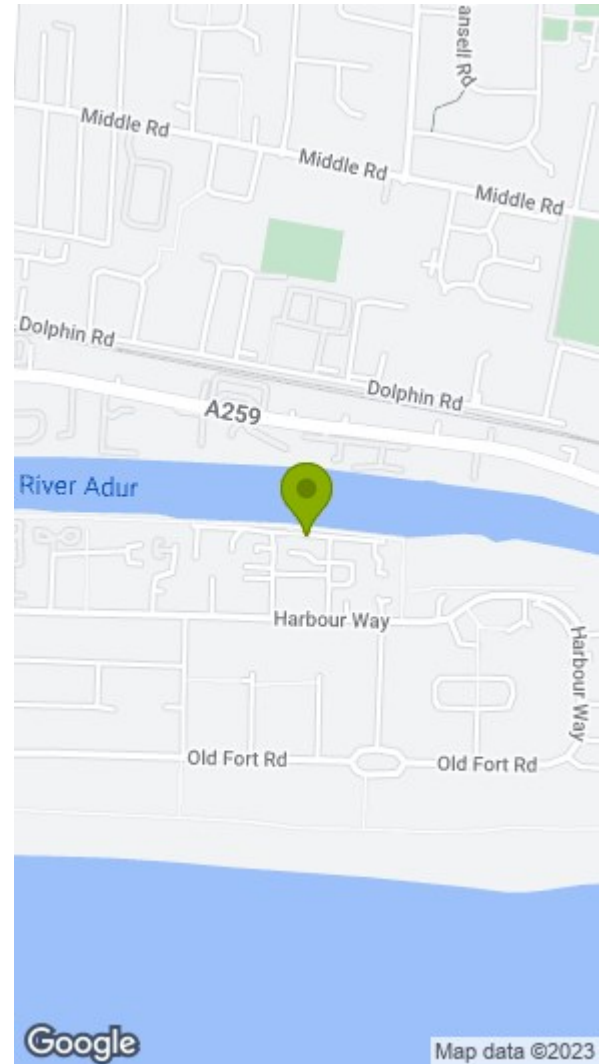 ansell Rd
Middle Rd
Middle Rd
Middle Rd
Dolphin Rd
Dolphin Rd
A259
River Adur
Harbour Way
Harbour Way
Old Fort Rd
Old Fort Rd
Google
Map data ©2023